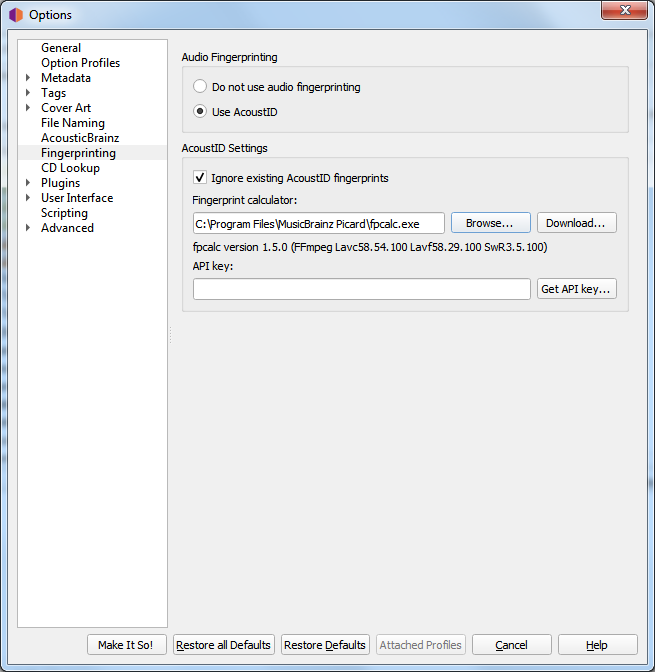 Options
General
Option Profiles
Metadata
Tags
Cover Art
File Naming
AcousticBrainz
Fingerprinting
CD Lookup
Plugins
User Interface
Scripting
Advanced
Audio Fingerprinting
Do not use audio fingerprinting
Use AcoustID
AcoustID Settings
Ignore existing AcoustID fingerprints
Fingerprint calculator:
C:\Program Files\MusicBrainz Picard\fpcalc.exe Browse... Download...
fpcalc version 1.5.0 (FFmpeg Lavc58.54.100 Lavf58.29.100 SwR3.5.100)
API key:
Get API key...
Make It So! Restore all Defaults Restore Defaults Attached Profiles Cancel Help